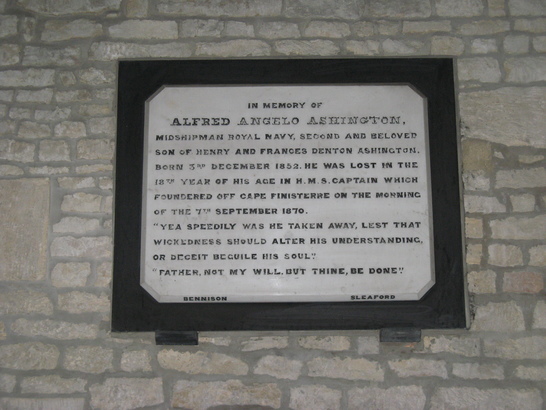 IN MEMORY OF
ALFRED ANGELO ASHINGTON,
MIDSHIPMAN ROYAL NAVY, SECOND AND BELOVED
SON OF HENRY AND FRANCES DENTON ASHINGTON.
BORN 3RD DECEMBER 1852. HE WAS LOST IN THE
18TH YEAR OF HIS AGE IN H.M.S. CAPTAIN WHICH
FOUNDERED OFF CAPE FINISTERRE ON THE MORNING
OF THE 7TH SEPTEMBER 1870.
"YEA SPEEDILY WAS HE TAKEN AWAY, LEST THAT
WICKEDNESS SHOULD ALTER HIS UNDERSTANDING,
OR DECEIT BEGUILE HIS SOUL."
"FATHER, NOT MY WILL, BUT THINE, BE DONE."
BENNISON SLEAFORD